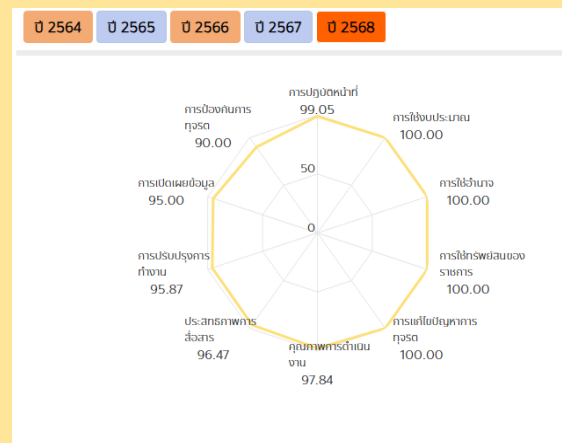 ปี 2564 ปี 2565 ปี 2566 ปี 2567 ปี 2568
การปฏิบัติหน้าที่
99.05
การใช้งบประมาณ
100.00
การใช้อำนาจ
100.00
การใช้ทรัพย์สินของ
ราชการ
100.00
การแก้ไขปัญหาการ
ทุจริต
100.00
คุณภาพการดำเนิน
งาน
97.84
ประสิทธิภาพการ
สื่อสาร
96.47
การปรับปรุงการ
ทำงาน
95.87
การเปิดเผยข้อมูล
95.00
การป้องกันการ
ทุจริต
90.00
50
0